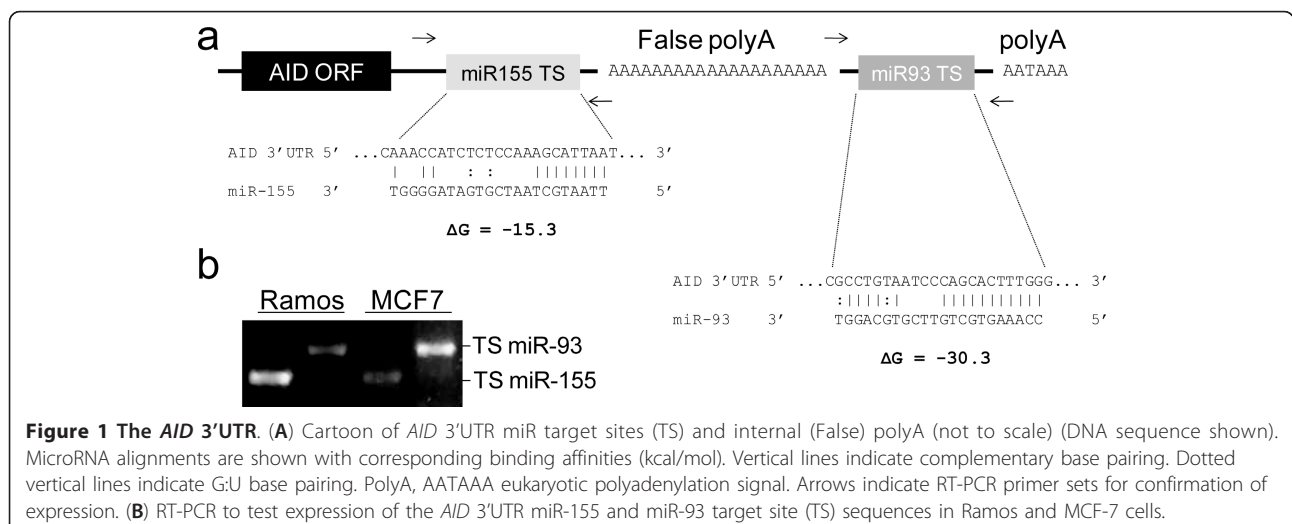 a
False polyA
polyA
AID ORF
miR155 TS
AAAAAAAAAAAAAAAAAAAA
miR93 TS
AATAAA
AID 3'UTR 5' ...CAAACCATCTCTCCAAAGCATTAAT... 3'
| || : : ||||||||
miR-155 3' TGGGGATAGTGCTAATCGTAATT 5'
ΔG = -15.3
AID 3'UTR 5' ...CGCCTGTAATCCCAGCACTTTGGG... 3'
:||||:| |||||||||||
miR-93 3' TGGACGTGCTTGTCGTGAAACC 5'
ΔG = -30.3
b
Ramos MCF7
TS miR-93
TS miR-155
Figure 1 The AID 3'UTR. (A) Cartoon of AID 3'UTR miR target sites (TS) and internal (False) polyA (not to scale) (DNA sequence shown).
MicroRNA alignments are shown with corresponding binding affinities (kcal/mol). Vertical lines indicate complementary base pairing. Dotted
vertical lines indicate G:U base pairing. PolyA, AATAAA eukaryotic polyadenylation signal. Arrows indicate RT-PCR primer sets for confirmation of
expression. (B) RT-PCR to test expression of the AID 3'UTR miR-155 and miR-93 target site (TS) sequences in Ramos and MCF-7 cells.